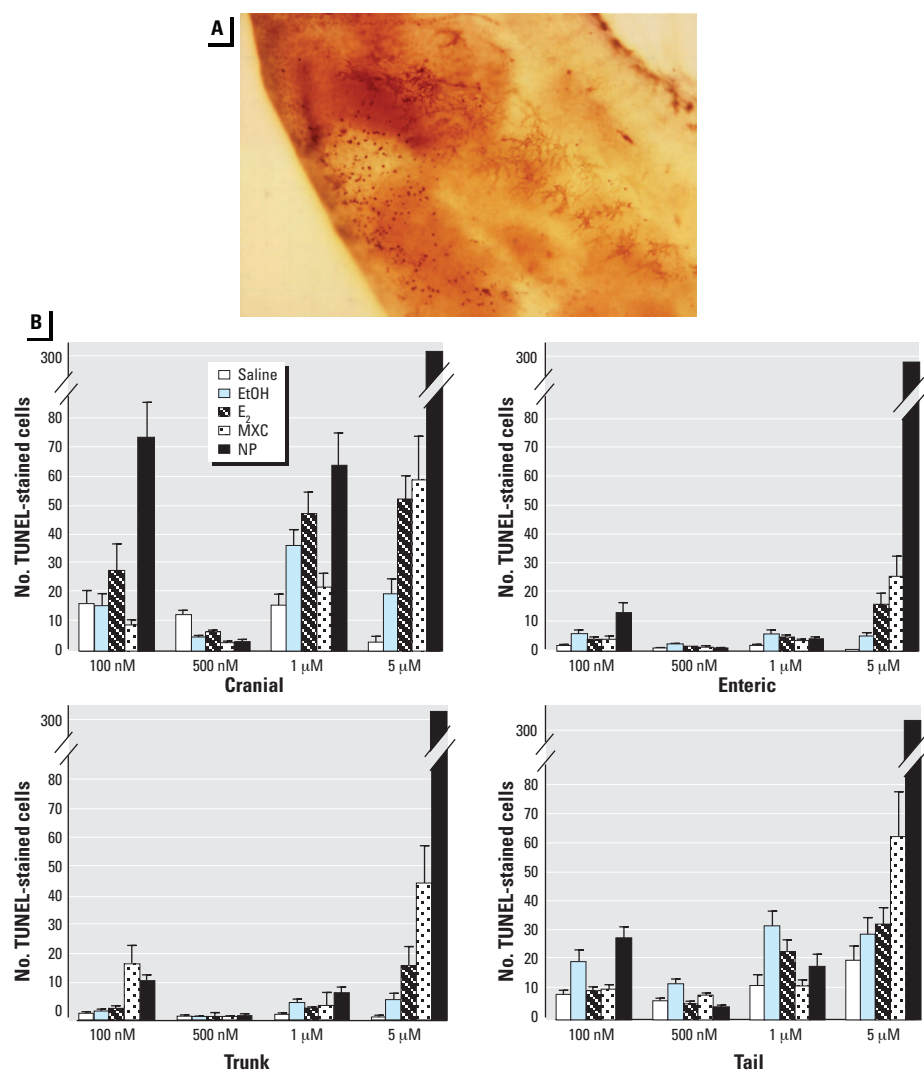 A
B
No. TUNEL-stained cells
300
80
70
60
50
40
30
20
10
0
Saline
EtOH
E2
MXC
NP
100 nM 500 nM 1 μM 5 μM
Cranial
No. TUNEL-stained cells
300
80
70
60
50
40
30
20
10
0
100 nM 500 nM 1 μM 5 μM
Enteric
No. TUNEL-stained cells
300
80
70
60
50
40
30
20
10
0
100 nM 500 nM 1 μM 5 μM
Trunk
No. TUNEL-stained cells
300
80
70
60
50
40
30
20
10
0
100 nM 500 nM 1 μM 5 μM
Tail